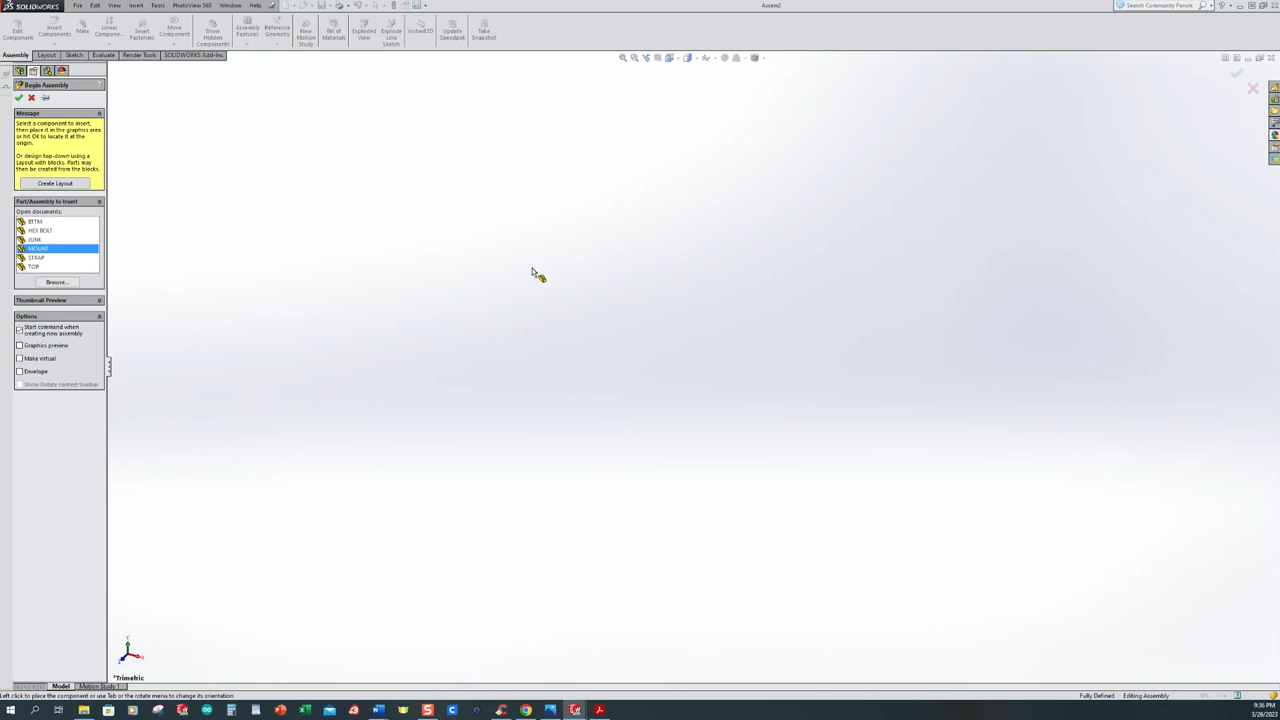 SOLIDWORKS File Edit View Insert Tools PhotoView 360 Window Help Assem2 Search Community Forum
Edit Component
Insert Components
Mate
Linear Compone...
Smart Fasteners
Move Component
Show Hidden Components
Assembly Features
Reference Geometry
New Motion Study
Bill of Materials
Exploded View
Explode Line Sketch
Instant3D
Update Speedpak
Take Snapshot
Assembly Layout Sketch Evaluate Render Tools SOLIDWORKS Add-Ins
Begin Assembly ?
Message
Select a component to insert,
then place it in the graphics area
or hit OK to locate it at the
origin.
Or design top-down using a
Layout with blocks. Parts may
then be created from the blocks.
Create Layout
Part/Assembly to Insert
Open documents:
BTTM
HEX BOLT
JUNK
MOUNT
STRAP
TOP
Browse...
Thumbnail Preview
Options
Start command when
creating new assembly
Graphics preview
Make virtual
Envelope
Show Rotate context toolbar
Y
X
Z
*Trimetric
Model Motion Study 1
Left click to place the component or use Tab or the rotate menu to change its orientation Fully Defined Editing Assembly
9:36 PM
3/26/2023